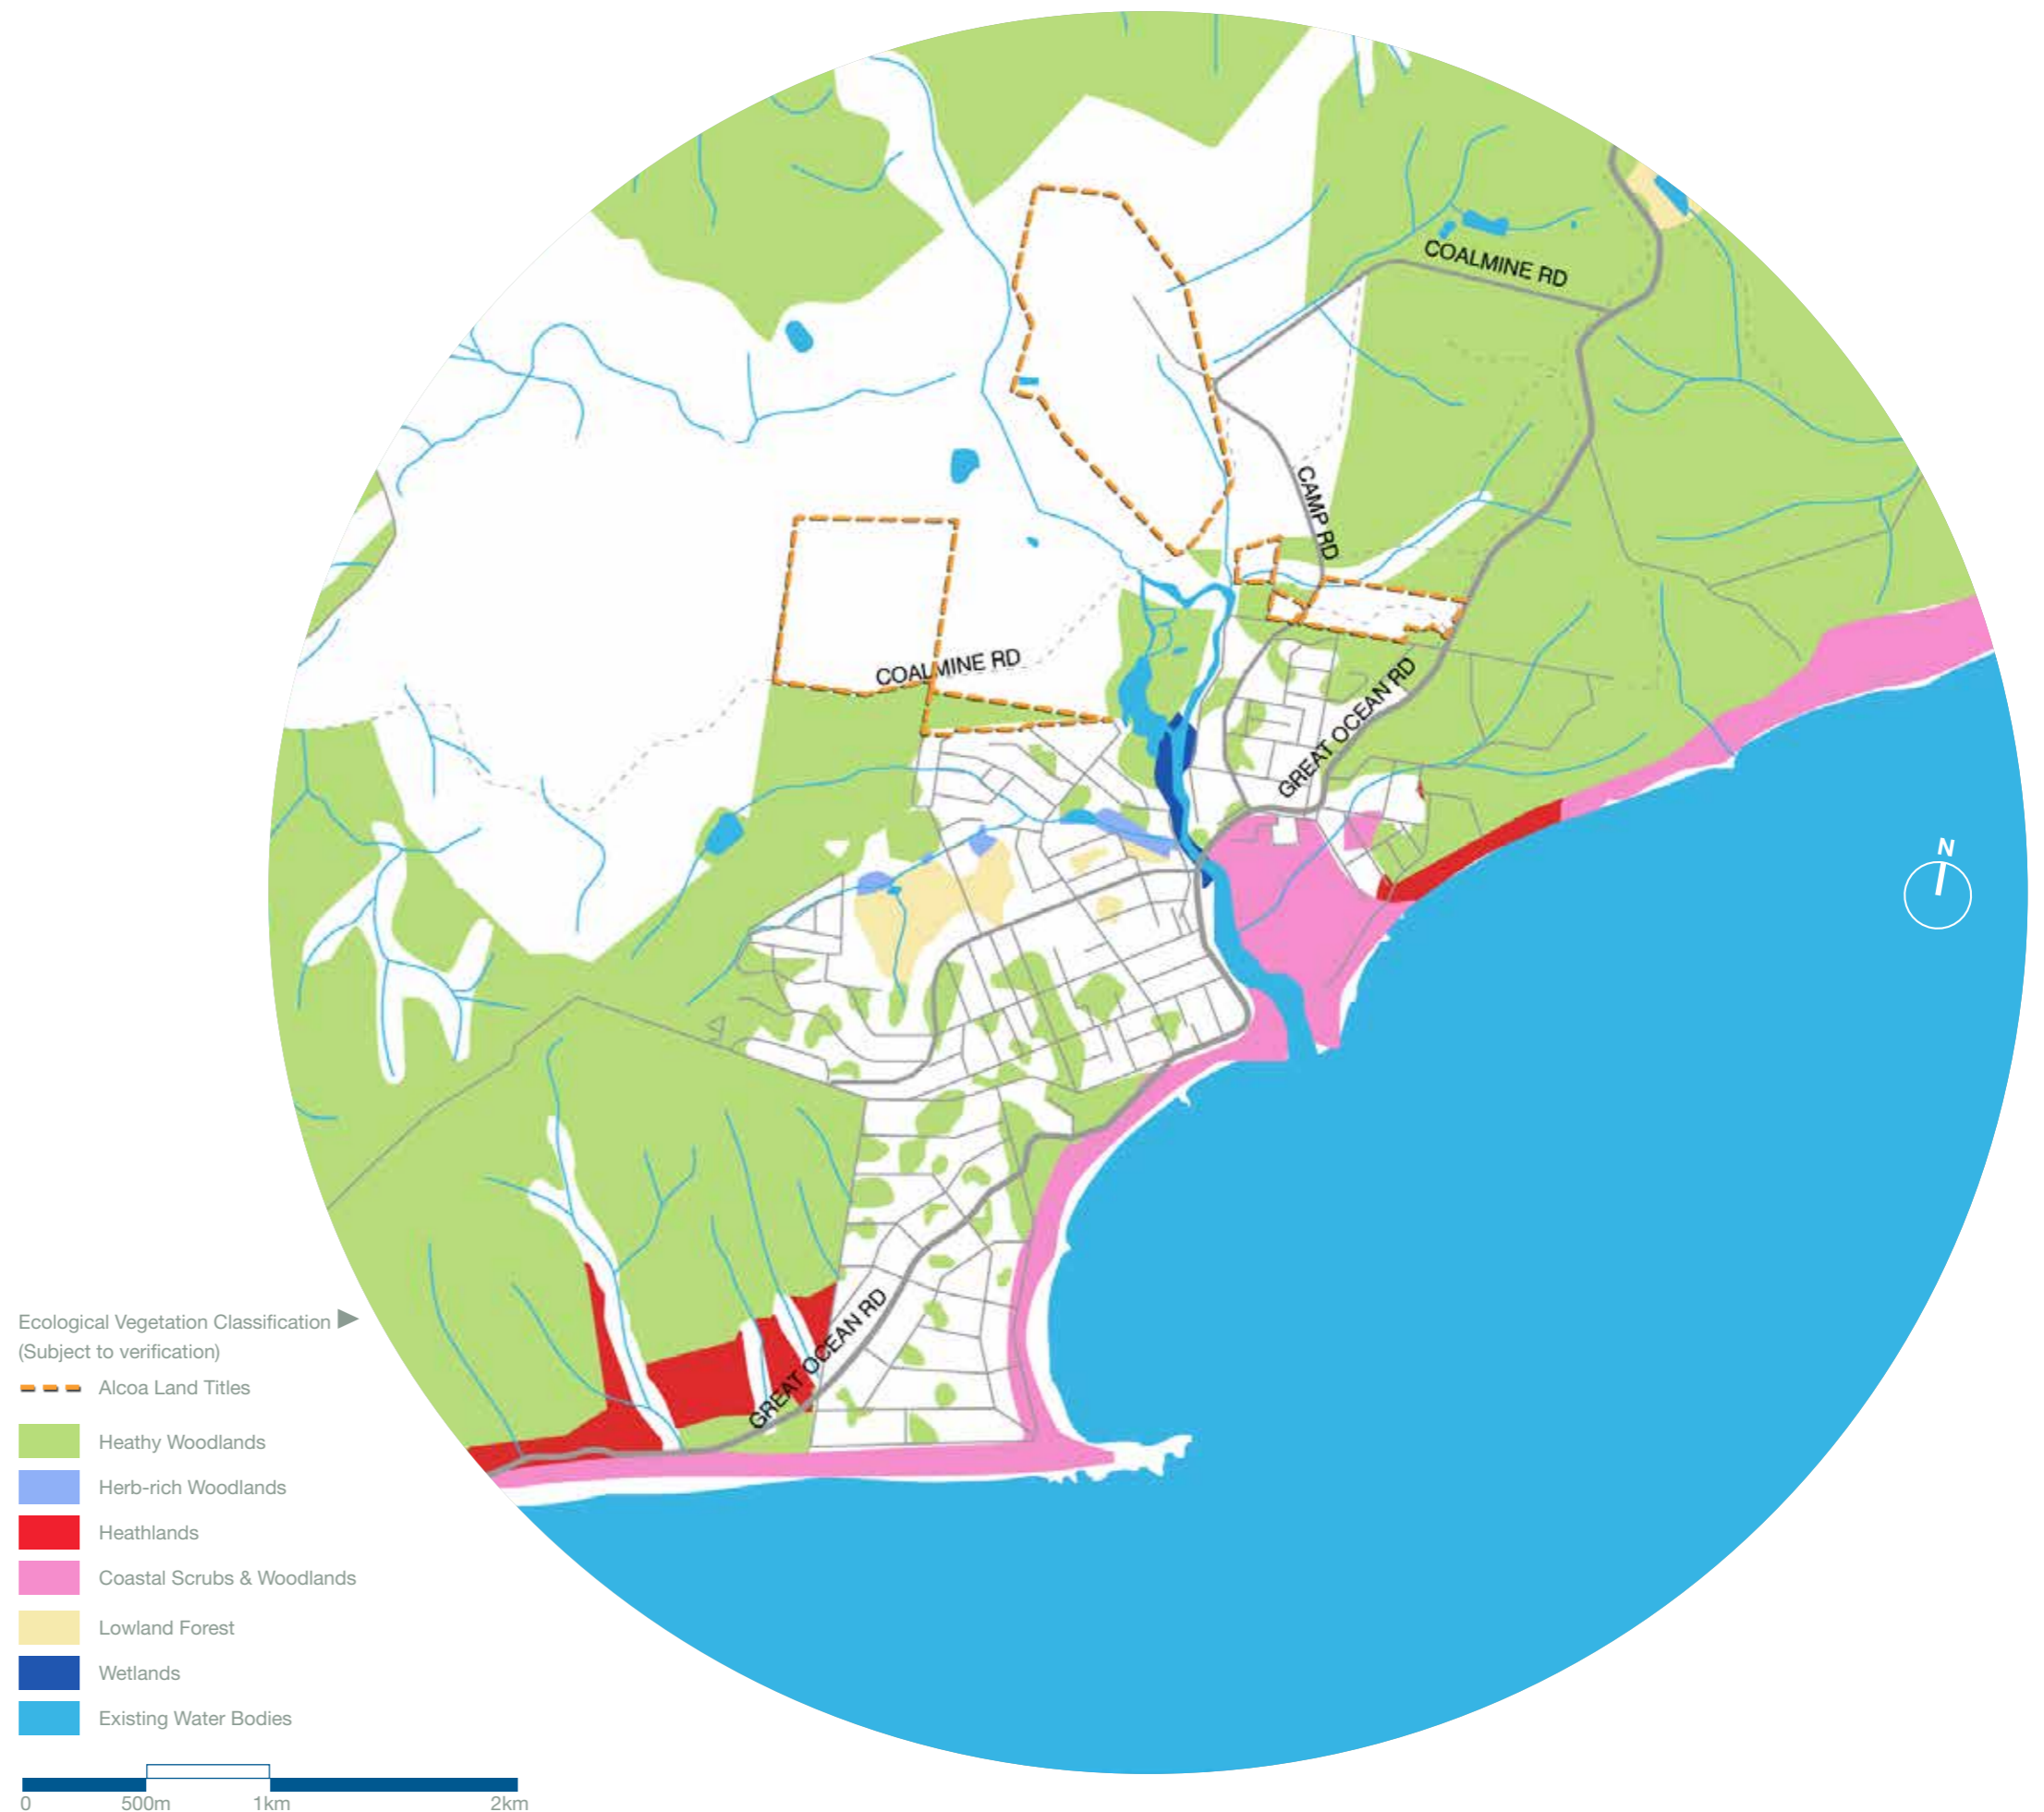 COALMINE RD
CAMP RD
COALMINE RD
GREAT OCEAN RD
N
GREAT OCEAN RD
Ecological Vegetation Classification
(Subject to verification)
Alcoa Land Titles
Heathy Woodlands
Herb-rich Woodlands
Heathlands
Coastal Scrubs & Woodlands
Lowland Forest
Wetlands
Existing Water Bodies
0 500m 1km 2km